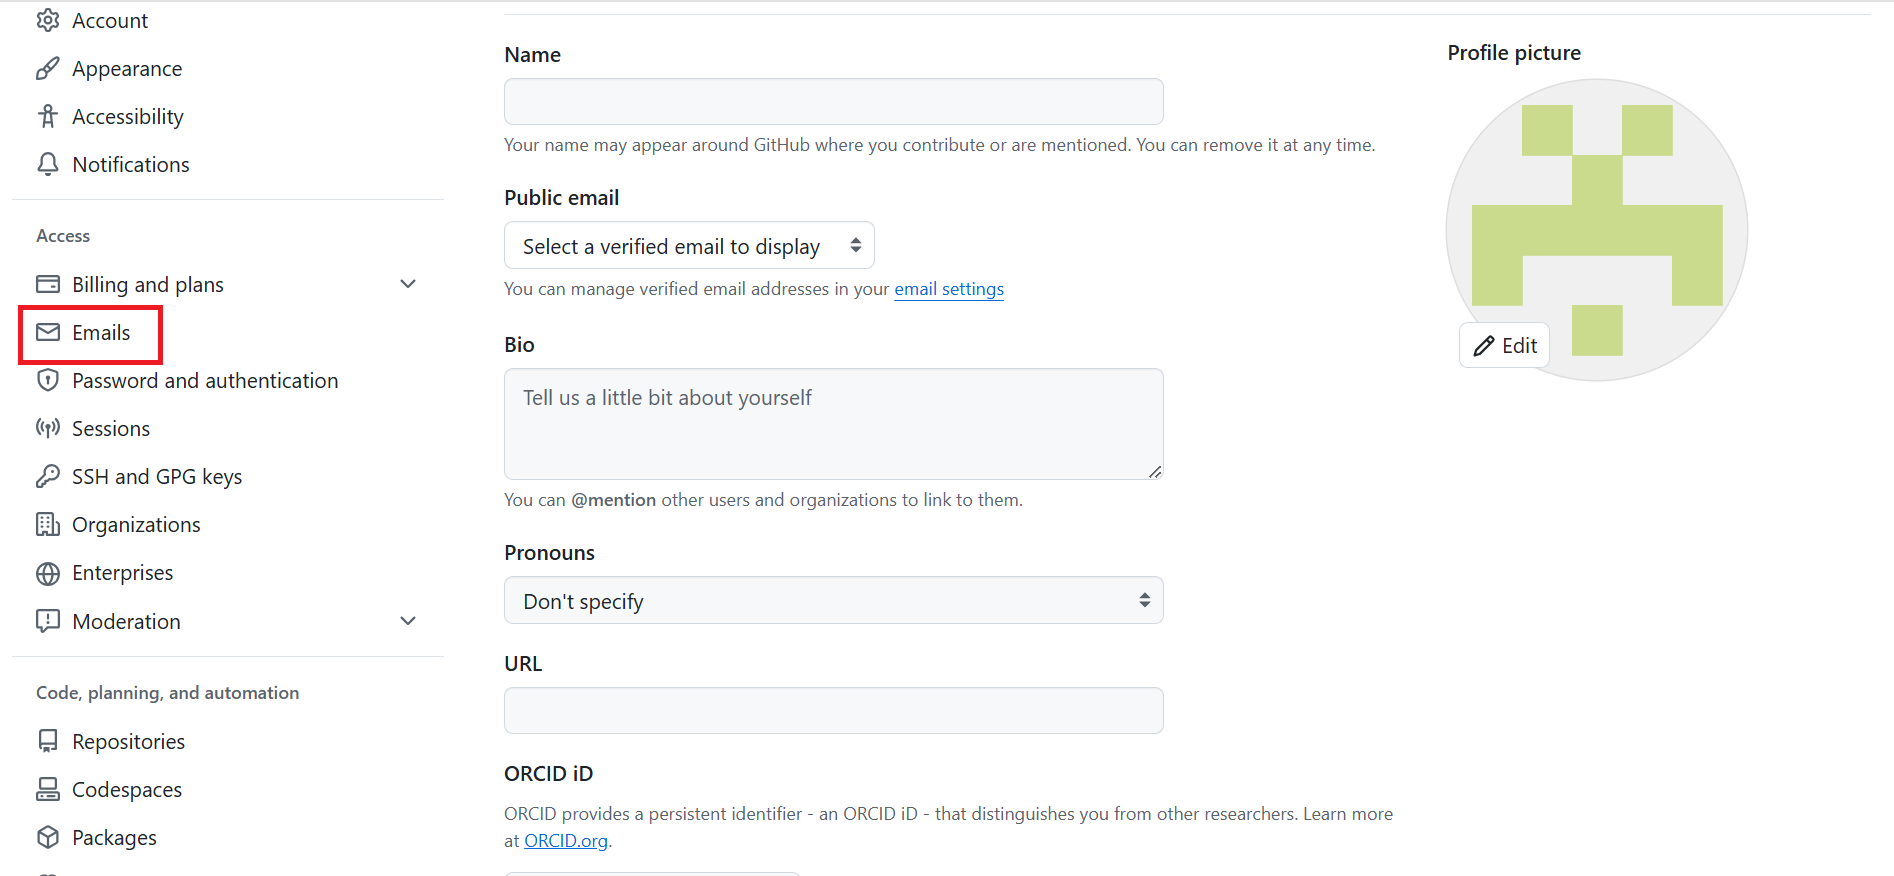 Account
Appearance
Accessibility
Notifications
Access
Billing and plans
Emails
Password and authentication
Sessions
SSH and GPG keys
Organizations
Enterprises
Moderation
Code, planning, and automation
Repositories
Codespaces
Packages
Name
Your name may appear around GitHub where you contribute or are mentioned. You can remove it at any time.
Public email
Select a verified email to display
You can manage verified email addresses in your email settings
Bio
Tell us a little bit about yourself
You can @mention other users and organizations to link to them.
Pronouns
Don't specify
URL
ORCID iD
ORCID provides a persistent identifier - an ORCID iD - that distinguishes you from other researchers. Learn more
at ORCID.org.
Profile picture
Edit